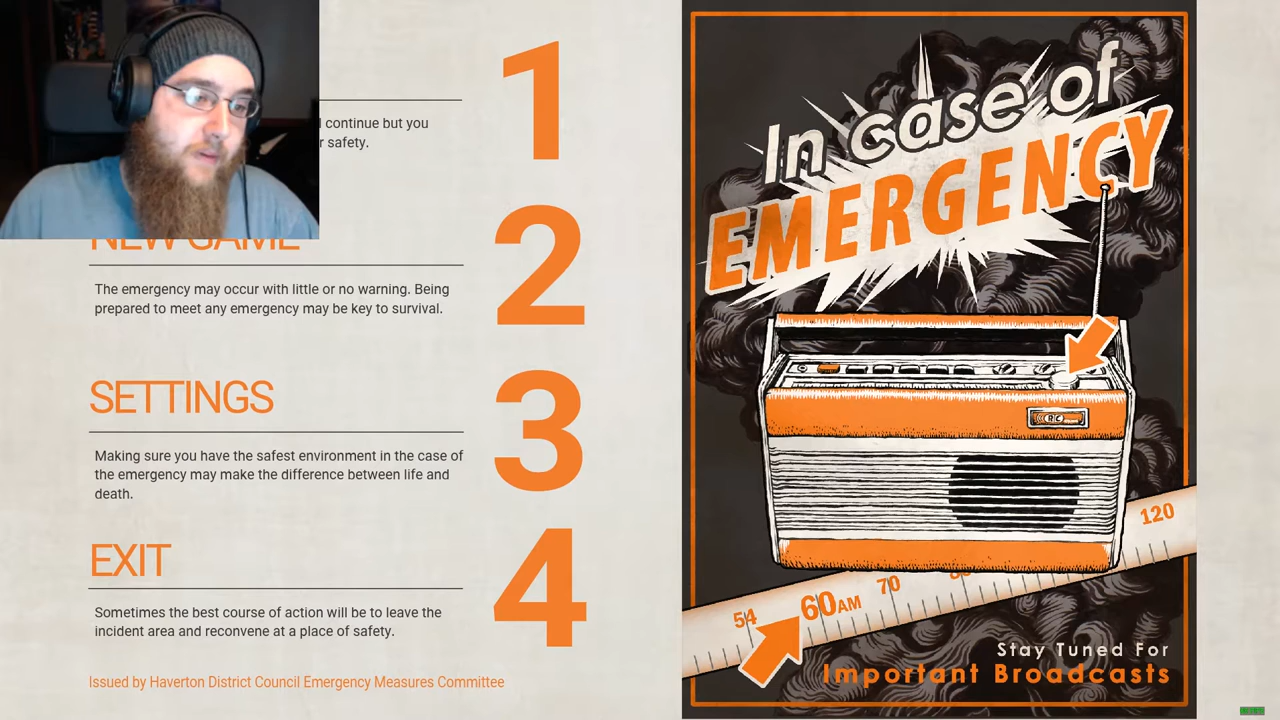 continue but you
safety.
1
NEW GAME
The emergency may occur with little or no warning. Being
prepared to meet any emergency may be key to survival.
2
SETTINGS
Making sure you have the safest environment in the case of
the emergency may make the difference between life and
death.
3
EXIT
Sometimes the best course of action will be to leave the
incident area and reconvene at a place of safety.
4
Issued by Haveron District Council Emergency Measures Committee
In case of
EMERGENCY
120
70
60AM
54
Stay Tuned For
Important Broadcasts